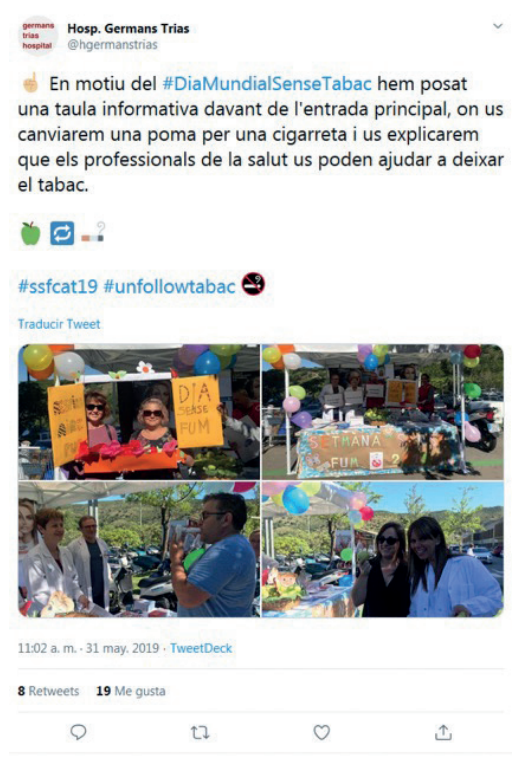 germans
trias
hospital
Hosp. Germans Trias
@hgermanstrias
☝🏼 En motiu del #DiaMundialSenseTabac hem posat
una taula informativa davant de l'entrada principal, on us
canviarem una poma per una cigarreta i us explicarem
que els professionals de la salut us poden ajudar a deixar
el tabac.
🍏 🔁 🚬
#ssfcat19 #unfollowtabac 🚭
Traducir Tweet
DIA
SENSE
FUM
SETMANA
FUM
11:02 a. m. · 31 may. 2019 · TweetDeck
8 Retweets 19 Me gusta